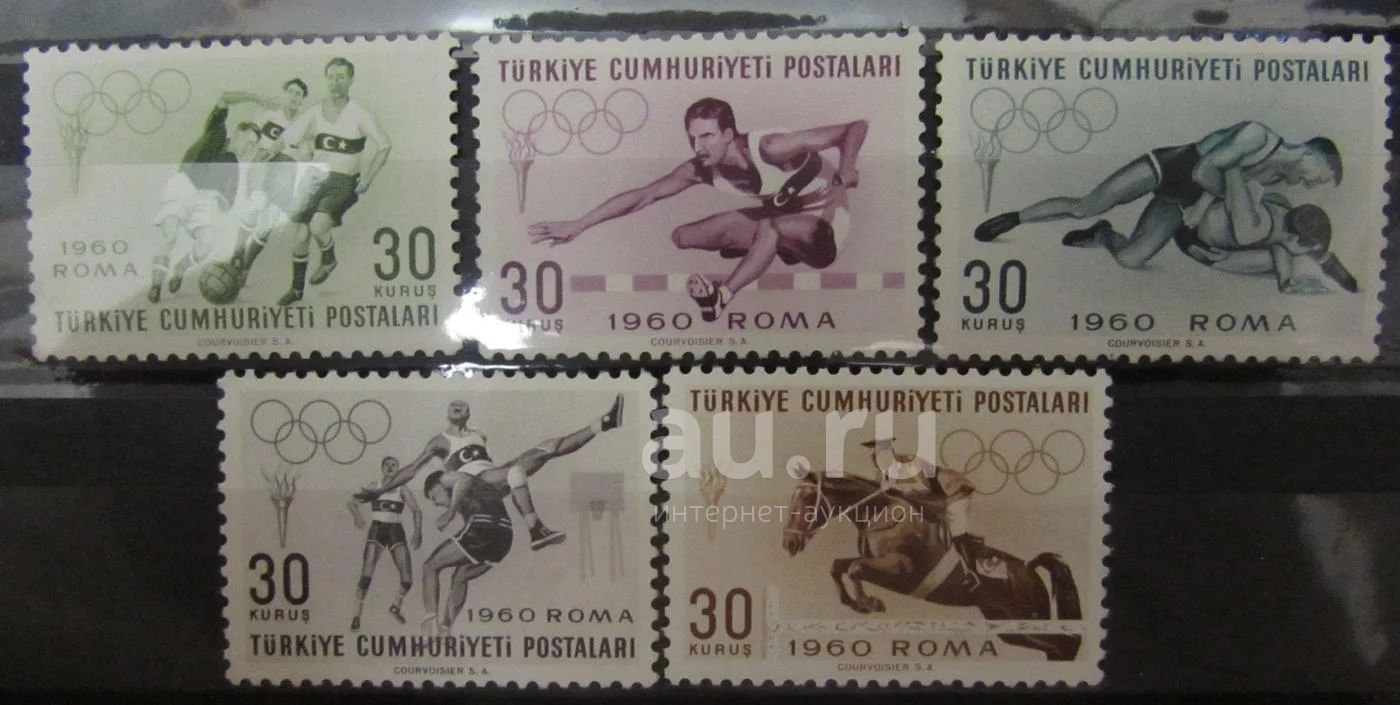 1960
ROMA
30
KURUŞ
TÜRKİYE CUMHURİYETİ POSTALARI
COURVOISIER S. A.
TÜRKİYE CUMHURİYETİ POSTALARI
30
KURUŞ
1960 ROMA
COURVOISIER S. A.
TÜRKİYE CUMHURİYETİ POSTALARI
30
KURUŞ
1960 ROMA
COURVOISIER S. A.
30
KURUŞ
1960 ROMA
TÜRKİYE CUMHURİYETİ POSTALARI
COURVOISIER S. A.
TÜRKİYE CUMHURİYETİ POSTALARI
au.ru
интернет-аукцион
30
KURUŞ
1960 ROMA
COURVOISIER S. A.